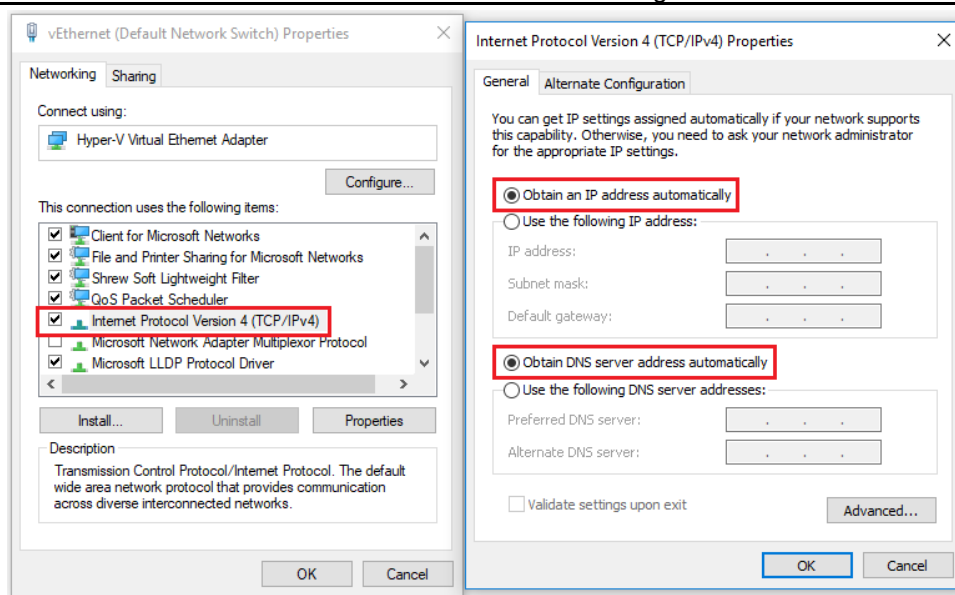 vEthernet (Default Network Switch) Properties
Networking Sharing
Connect using:
Hyper-V Virtual Ethernet Adapter
Configure...
This connection uses the following items:
Client for Microsoft Networks
File and Printer Sharing for Microsoft Networks
Shrew Soft Lightweight Filter
QoS Packet Scheduler
Internet Protocol Version 4 (TCP/IPv4)
Microsoft Network Adapter Multiplexor Protocol
Microsoft LLDP Protocol Driver
Install... Uninstall Properties
Description
Transmission Control Protocol/Internet Protocol. The default
wide area network protocol that provides communication
across diverse interconnected networks.
OK Cancel
Internet Protocol Version 4 (TCP/IPv4) Properties
General Alternate Configuration
You can get IP settings assigned automatically if your network supports
this capability. Otherwise, you need to ask your network administrator
for the appropriate IP settings.
Obtain an IP address automatically
Use the following IP address:
IP address:
Subnet mask:
Default gateway:
Obtain DNS server address automatically
Use the following DNS server addresses:
Preferred DNS server:
Alternate DNS server:
Validate settings upon exit
Advanced...
OK Cancel